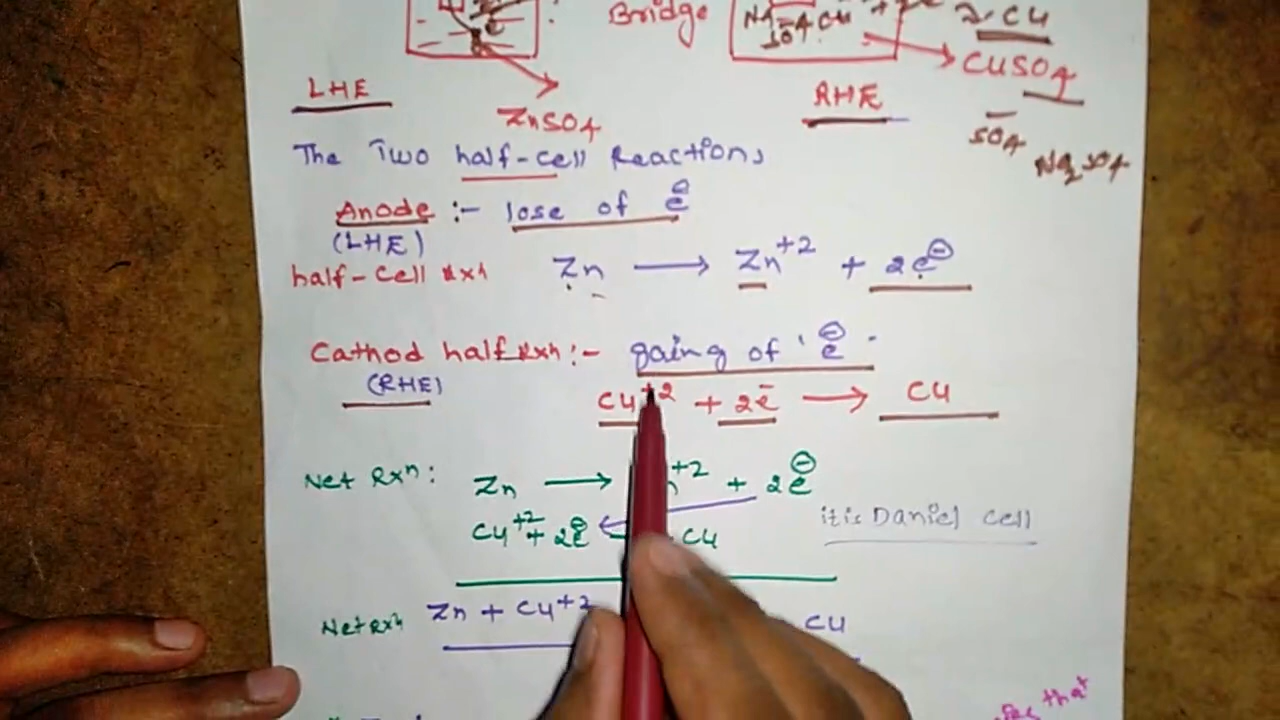 Bridge
CUSO4
LHE
RHE
ZnSO4
SO4
Na2SO4
The Two half-cell Reactions
Anode :- lose of e
(LHE)
half-cell Rxn Zn → Zn+2 + 2e⊖
Cathod half Rxn :- gaing of 'e⊖
(RHE)
Cu+2 + 2e- → Cu
Net Rxn : Zn → +2 + 2e⊖
Cu+2 + 2e⊖ Cu
it is Daniel cell
Net Rxn Zn + Cu+2 Cu
that